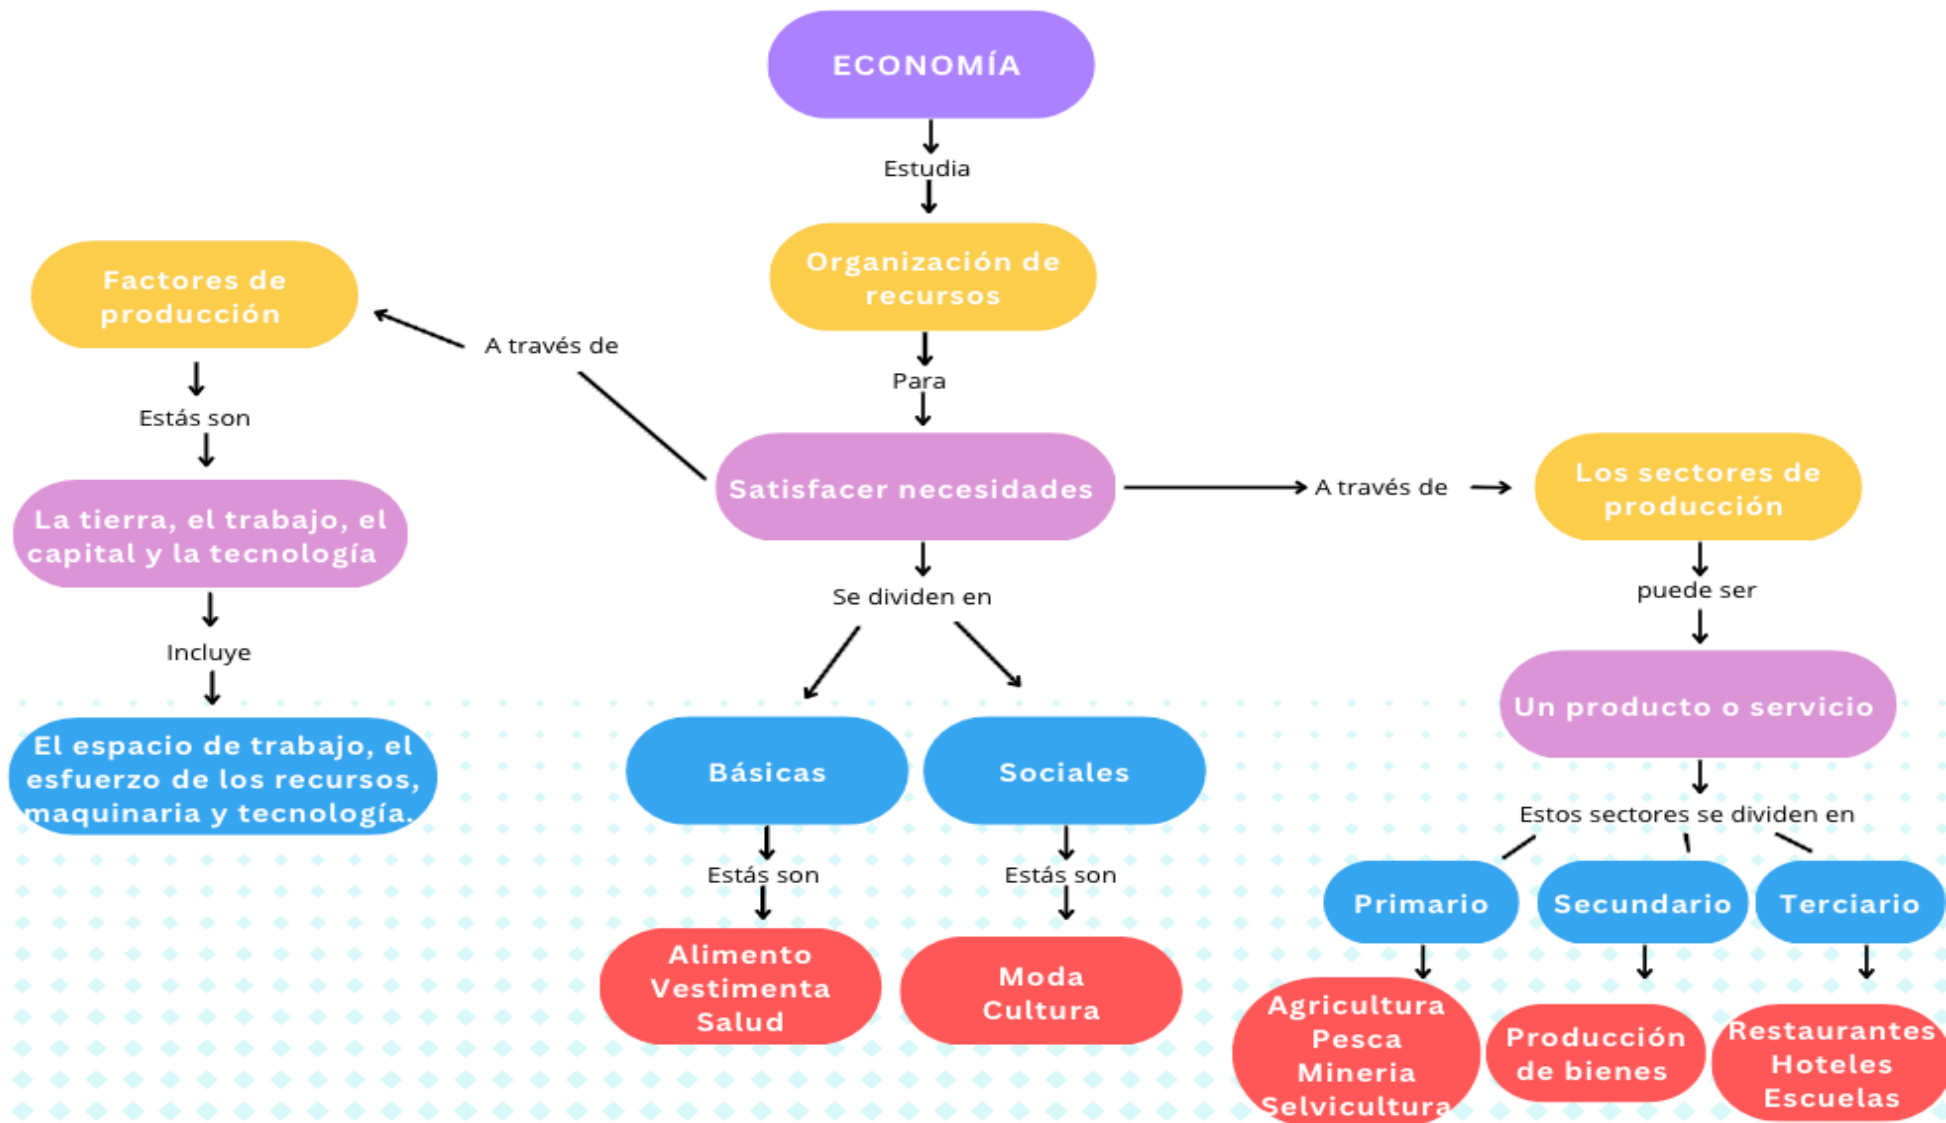 ECONOMÍA
Estudia
Organización de
recursos
Para
Satisfacer necesidades
A través de
Factores de
producción
Estás son
La tierra, el trabajo, el
capital y la tecnología
Incluye
El espacio de trabajo, el
esfuerzo de los recursos,
maquinaria y tecnología.
Se dividen en
Básicas
Estás son
Alimento
Vestimenta
Salud
Sociales
Estás son
Moda
Cultura
A través de
Los sectores de
producción
puede ser
Un producto o servicio
Estos sectores se dividen en
Primario
Agricultura
Pesca
Mineria
Selvicultura
Secundario
Producción
de bienes
Terciario
Restaurantes
Hoteles
Escuelas